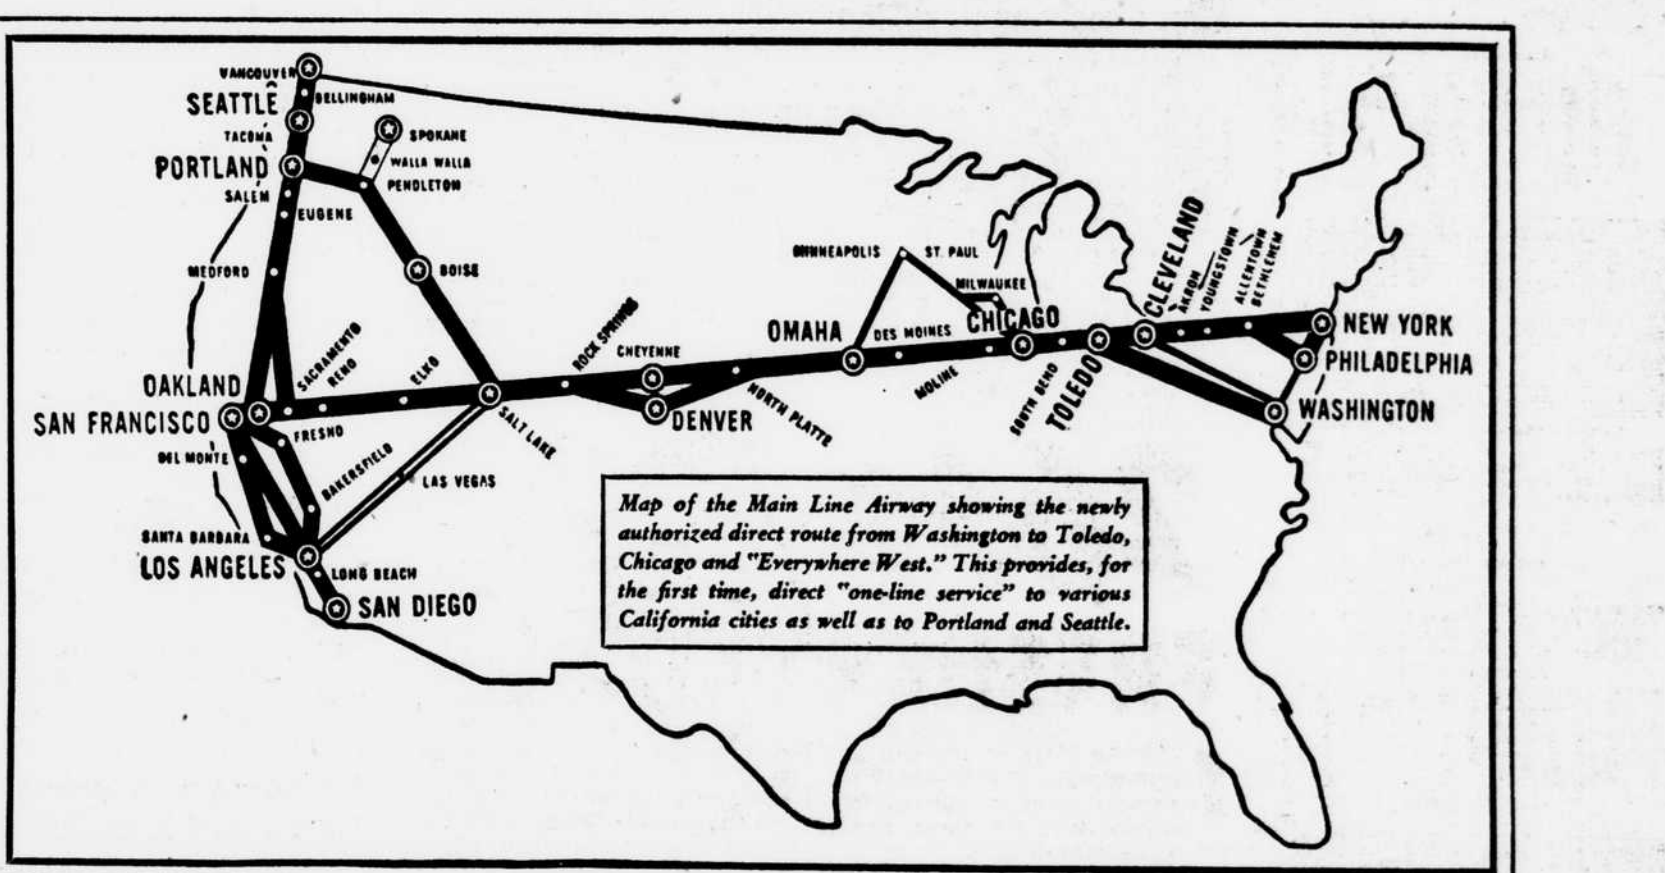 VANCOUVER
BELLINGHAM
SEATTLE
TACOMA
SPOKANE
WALLA WALLA
PORTLAND
PENDLETON
SALEM
EUGENE
MEDFORD
BOISE
MINNEAPOLIS
ST. PAUL
MILWAUKEE
CHICAGO
OMAHA
DES MOINES
MOLINE
SOUTH BEND
TOLEDO
CLEVELAND
AKRON
YOUNGSTOWN
ALLENTOWN
BETHLEHEM
NEW YORK
PHILADELPHIA
WASHINGTON
ROCK SPRINGS
CHEYENNE
DENVER
NORTH PLATTE
SACRAMENTO
RENO
ELKO
SALT LAKE
OAKLAND
SAN FRANCISCO
FRESNO
DEL MONTE
BAKERSFIELD
LAS VEGAS
SANTA BARBARA
LOS ANGELES
LONG BEACH
SAN DIEGO
Map of the Main Line Airway showing the newly
authorized direct route from Washington to Toledo,
Chicago and "Everywhere West." This provides, for
the first time, direct "one-line service" to various
California cities as well as to Portland and Seattle.